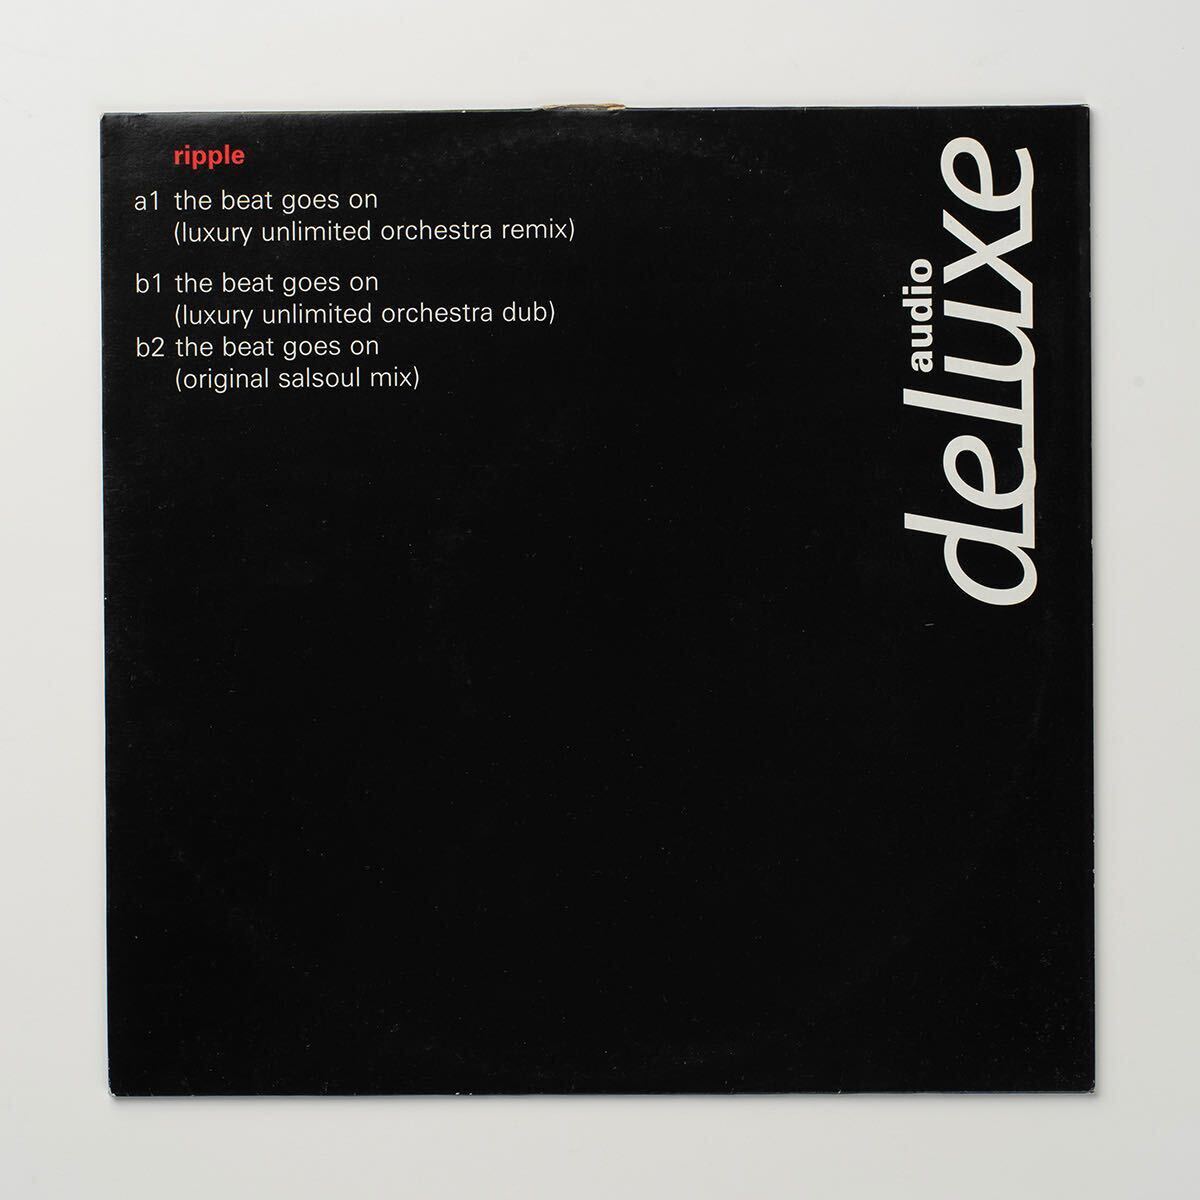 ripple
a1 the beat goes on
(luxury unlimited orchestra remix)
b1 the beat goes on
(luxury unlimited orchestra dub)
b2 the beat goes on
(original salsoul mix)
audio
deluxe